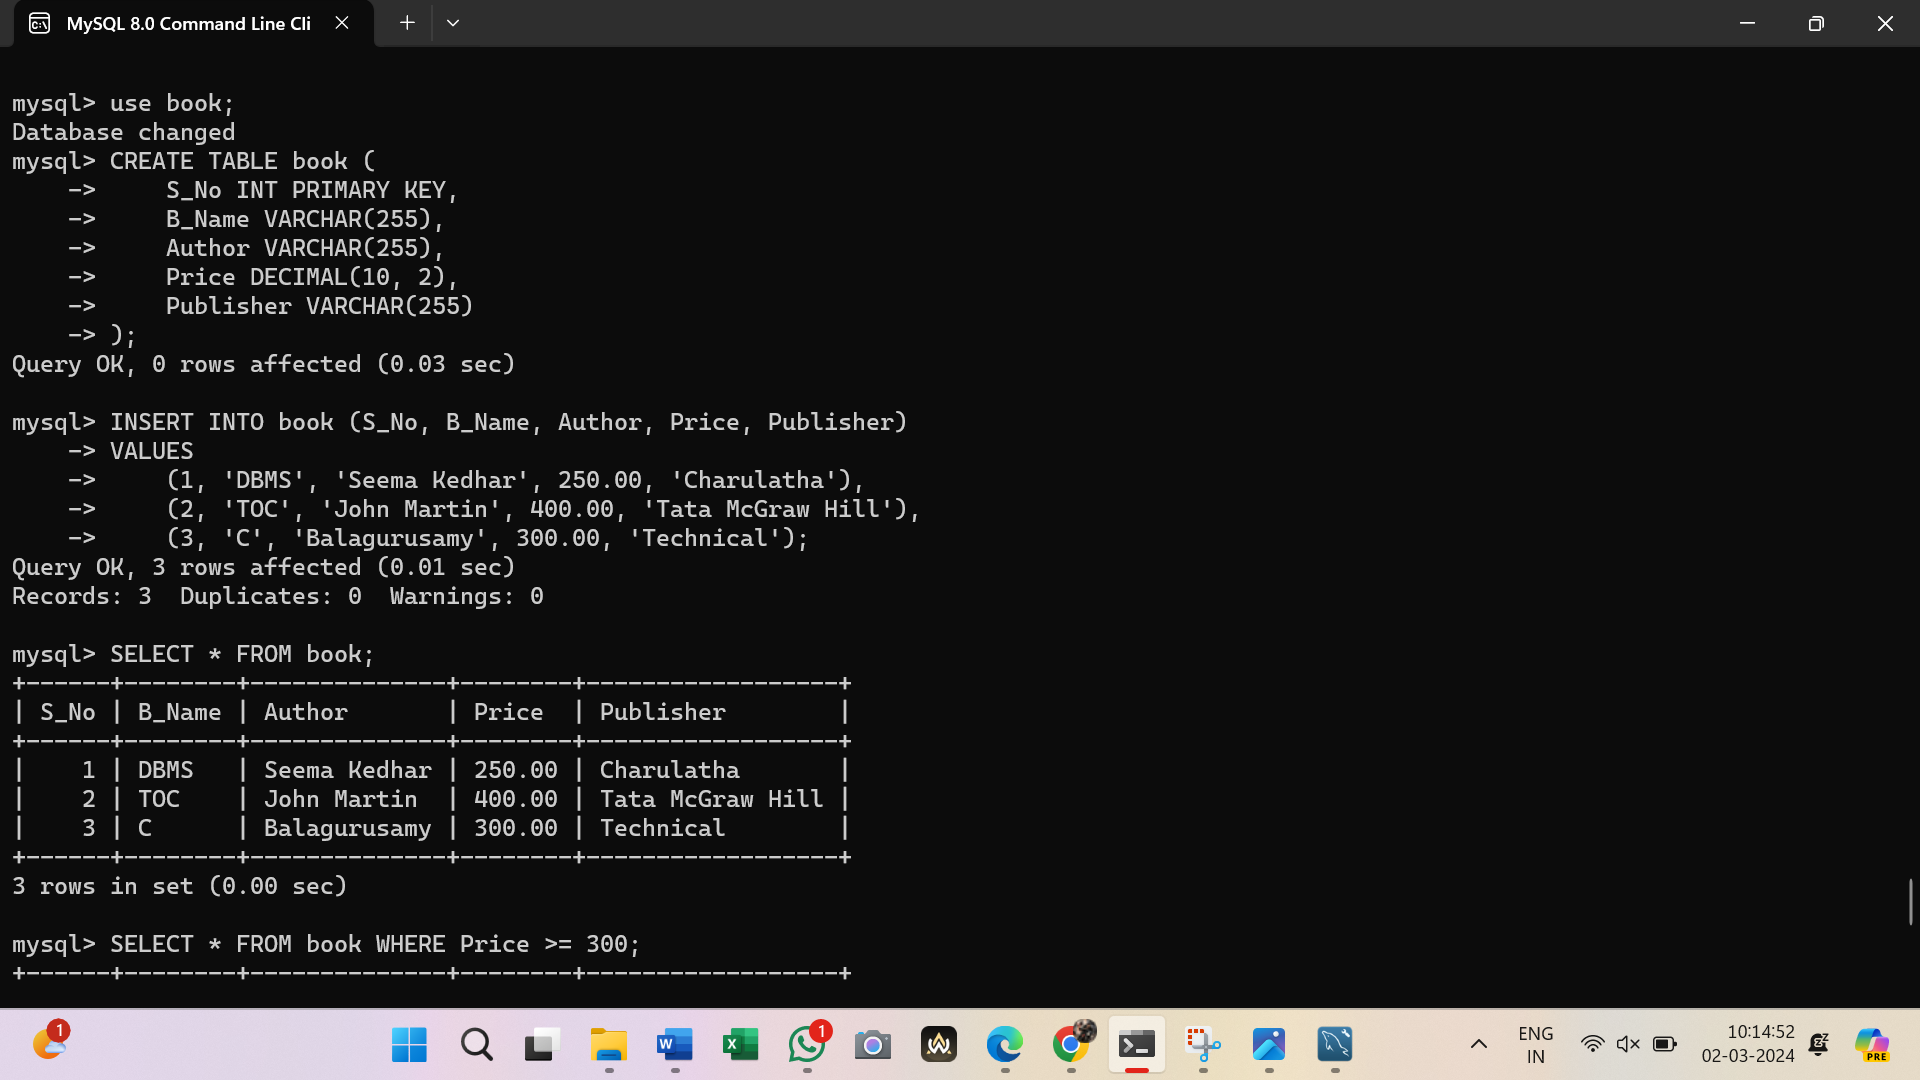 MySQL 8.0 Command Line Cli
mysql> use book;
Database changed
mysql> CREATE TABLE book (
    ->     S_No INT PRIMARY KEY,
    ->     B_Name VARCHAR(255),
    ->     Author VARCHAR(255),
    ->     Price DECIMAL(10, 2),
    ->     Publisher VARCHAR(255)
    -> );
Query OK, 0 rows affected (0.03 sec)
mysql> INSERT INTO book (S_No, B_Name, Author, Price, Publisher)
    -> VALUES
    ->     (1, 'DBMS', 'Seema Kedhar', 250.00, 'Charulatha'),
    ->     (2, 'TOC', 'John Martin', 400.00, 'Tata McGraw Hill'),
    ->     (3, 'C', 'Balagurusamy', 300.00, 'Technical');
Query OK, 3 rows affected (0.01 sec)
Records: 3  Duplicates: 0  Warnings: 0
mysql> SELECT * FROM book;
+------+--------+--------------+--------+------------------+
| S_No | B_Name | Author       | Price  | Publisher        |
+------+--------+--------------+--------+------------------+
|    1 | DBMS   | Seema Kedhar | 250.00 | Charulatha       |
|    2 | TOC    | John Martin  | 400.00 | Tata McGraw Hill |
|    3 | C      | Balagurusamy | 300.00 | Technical        |
+------+--------+--------------+--------+------------------+
3 rows in set (0.00 sec)
mysql> SELECT * FROM book WHERE Price >= 300;
+------+--------+--------------+--------+------------------+
1
1
ENG
IN
10:14:52
02-03-2024
PRE